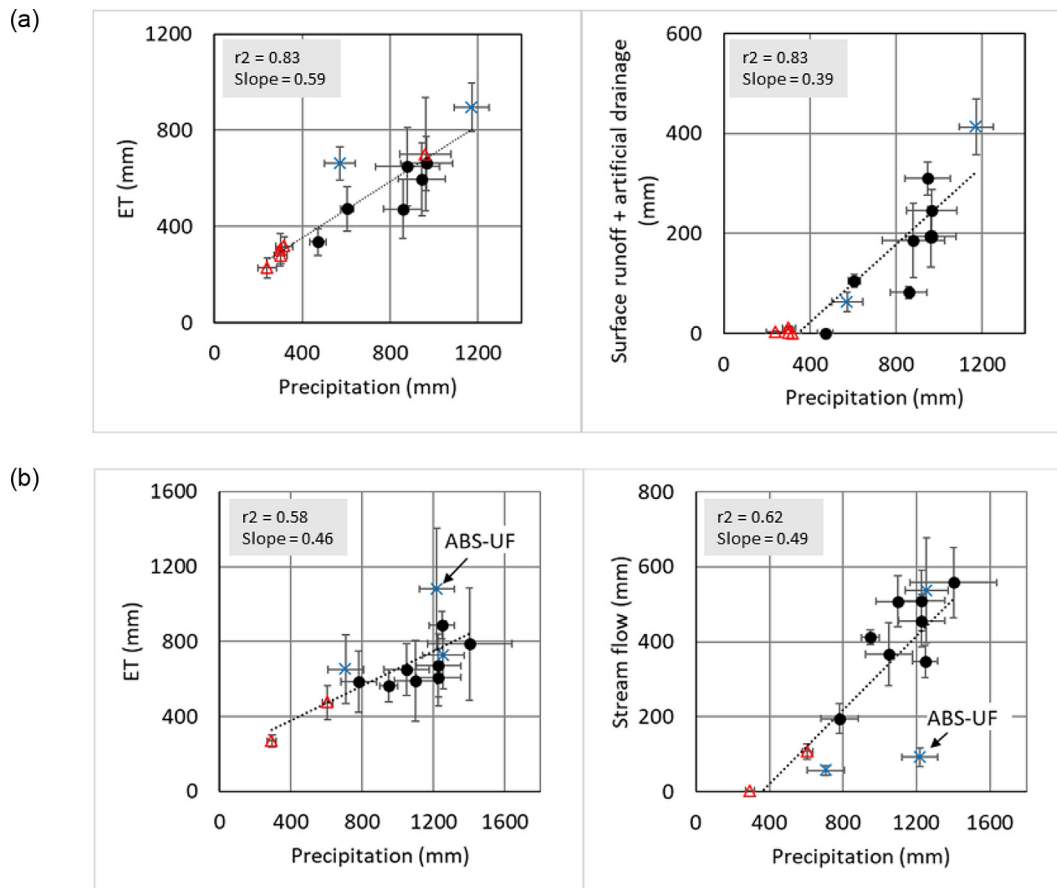 (a)
r2 = 0.83
Slope = 0.59
ET (mm)
1200
800
400
0
0 400 800 1200
Precipitation (mm)
r2 = 0.83
Slope = 0.39
Surface runoff + artificial drainage
(mm)
600
400
200
0
0 400 800 1200
Precipitation (mm)
(b)
r2 = 0.58
Slope = 0.46
ABS-UF
ET (mm)
1600
1200
800
400
0
0 400 800 1200 1600
Precipitation (mm)
r2 = 0.62
Slope = 0.49
ABS-UF
Stream flow (mm)
800
600
400
200
0
0 400 800 1200 1600
Precipitation (mm)